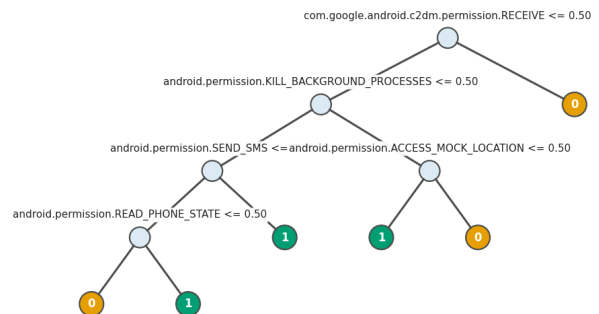 com.google.android.c2dm.permission.RECEIVE <= 0.50
0
android.permission.KILL_BACKGROUND_PROCESSES <= 0.50
android.permission.SEND_SMS <=
android.permission.ACCESS_MOCK_LOCATION <= 0.50
android.permission.READ_PHONE_STATE <= 0.50
1
1
0
0
1